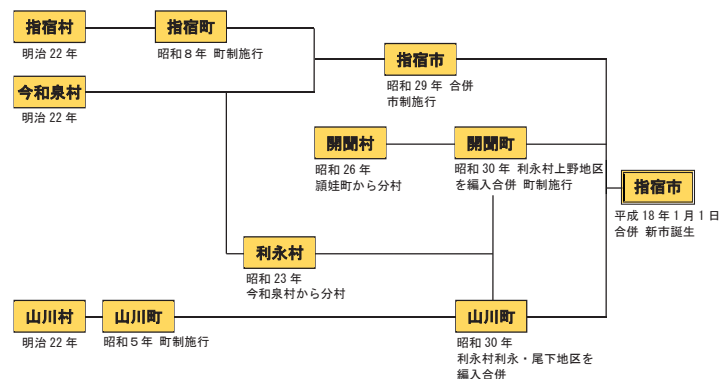 指宿村
明治 22 年
指宿町
昭和８年 町制施行
今和泉村
明治 22 年
指宿市
昭和 29 年 合併
市制施行
開聞村
昭和 26 年
頴娃町から分村
開聞町
昭和 30 年 利永村上野地区
を編入合併 町制施行
指宿市
平成 18 年１月１日
合併 新市誕生
利永村
昭和 23 年
今和泉村から分村
山川村
明治 22 年
山川町
昭和５年 町制施行
山川町
昭和 30 年
利永村利永・尾下地区を
編入合併